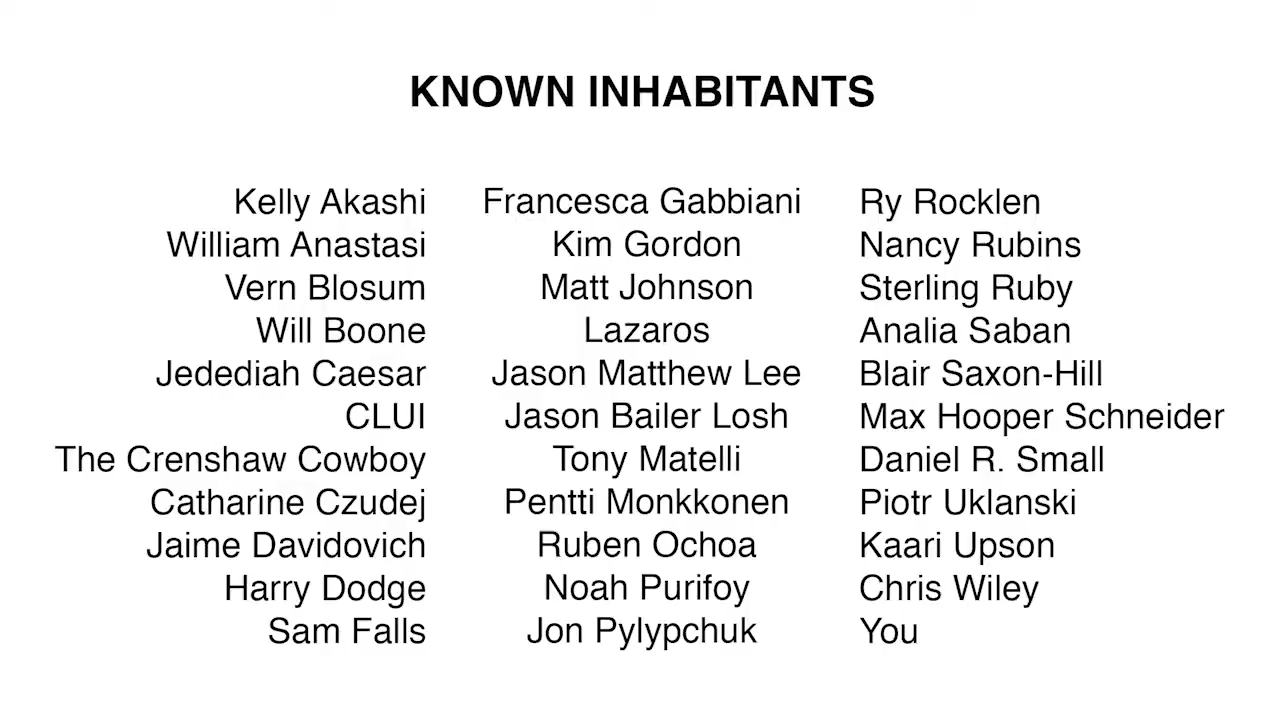 KNOWN INHABITANTS
Kelly Akashi
William Anastasi
Vern Blosum
Will Boone
Jedediah Caesar
CLUI
The Crenshaw Cowboy
Catharine Czudej
Jaime Davidovich
Harry Dodge
Sam Falls
Francesca Gabbiani
Kim Gordon
Matt Johnson
Lazaros
Jason Matthew Lee
Jason Bailer Losh
Tony Matelli
Pentti Monkkonen
Ruben Ochoa
Noah Purifoy
Jon Pylypchuk
Ry Rocklen
Nancy Rubins
Sterling Ruby
Analia Saban
Blair Saxon-Hill
Max Hooper Schneider
Daniel R. Small
Piotr Uklanski
Kaari Upson
Chris Wiley
You